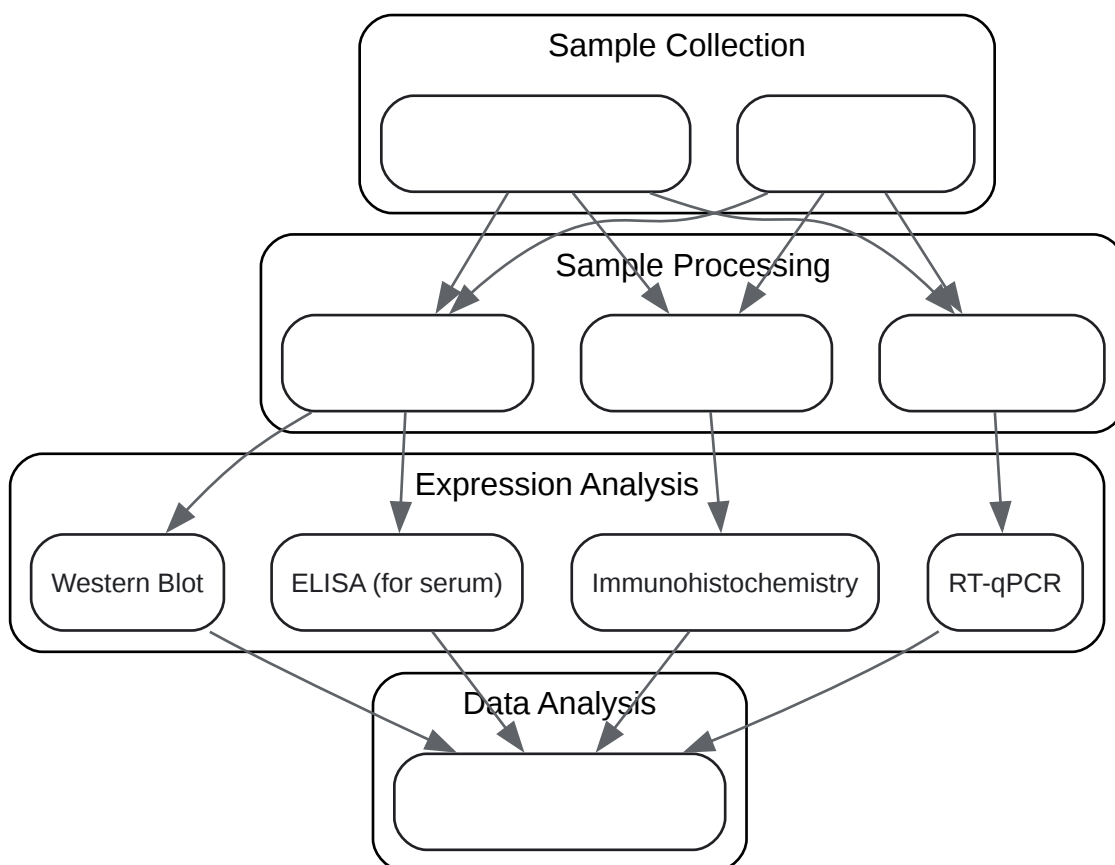 Sample Collection
Sample Processing
Expression Analysis
Western Blot
ELISA (for serum)
Immunohistochemistry
RT-qPCR
Data Analysis